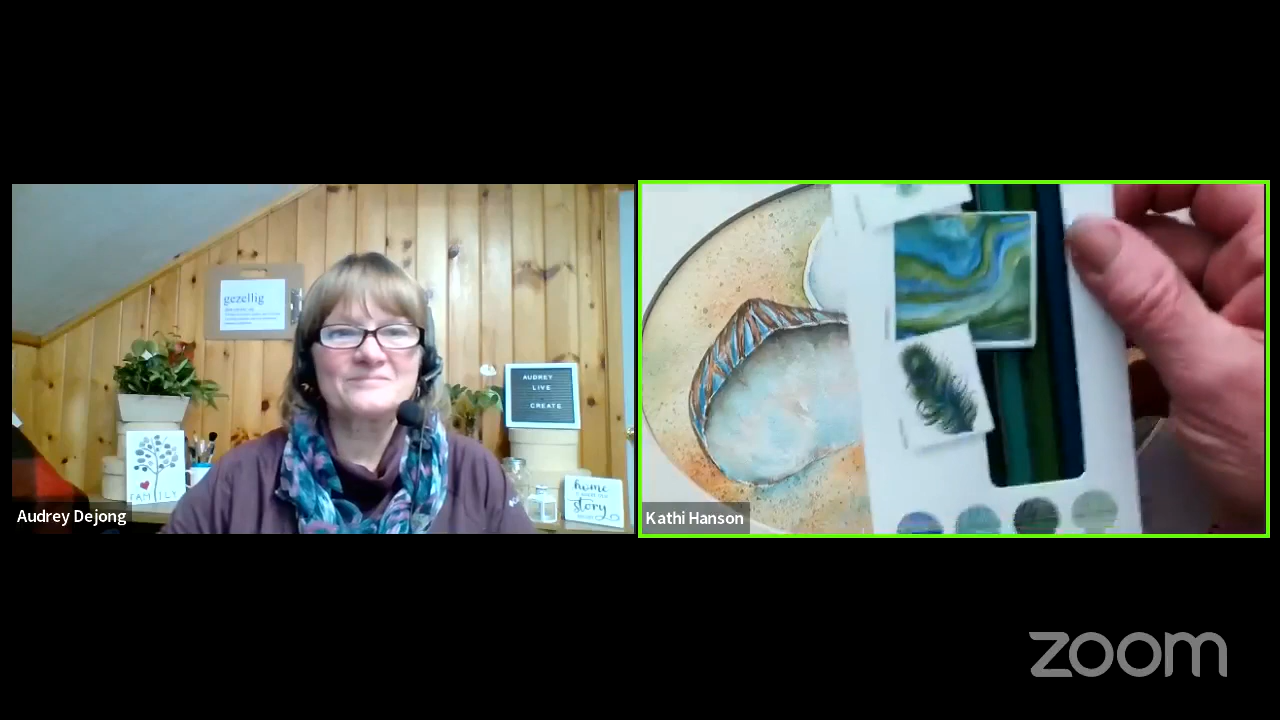 gezellig
AUDREY
LIVE
CREATE
FAMILY
home
story
Audrey Dejong
Kathi Hanson
zoom